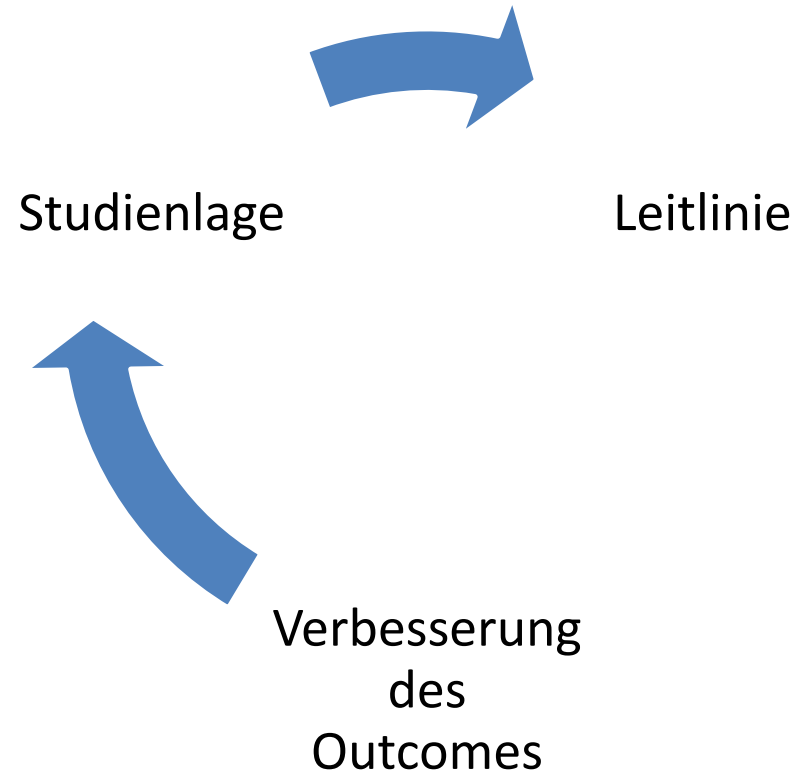 Studienlage
Leitlinie
Verbesserung
des
Outcomes